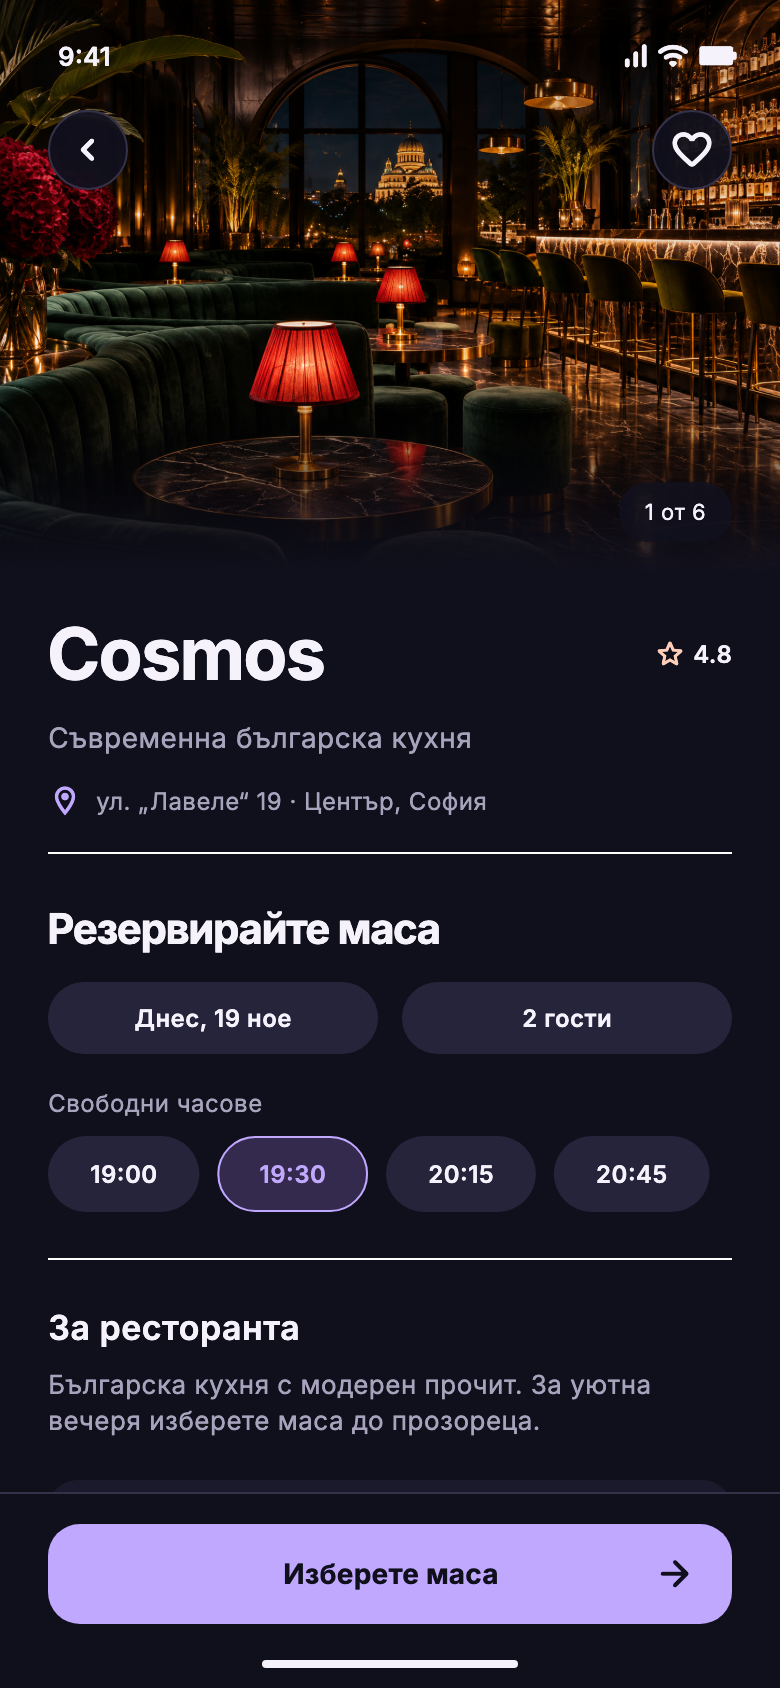 9:41
1 от 6
Cosmos
4.8
Съвременна българска кухня
ул. „Лавеле“ 19 · Център, София
Резервирайте маса
Днес, 19 ное
2 гости
Свободни часове
19:00
19:30
20:15
20:45
За ресторанта
Българска кухня с модерен прочит. За уютна
вечеря изберете маса до прозореца.
Изберете маса